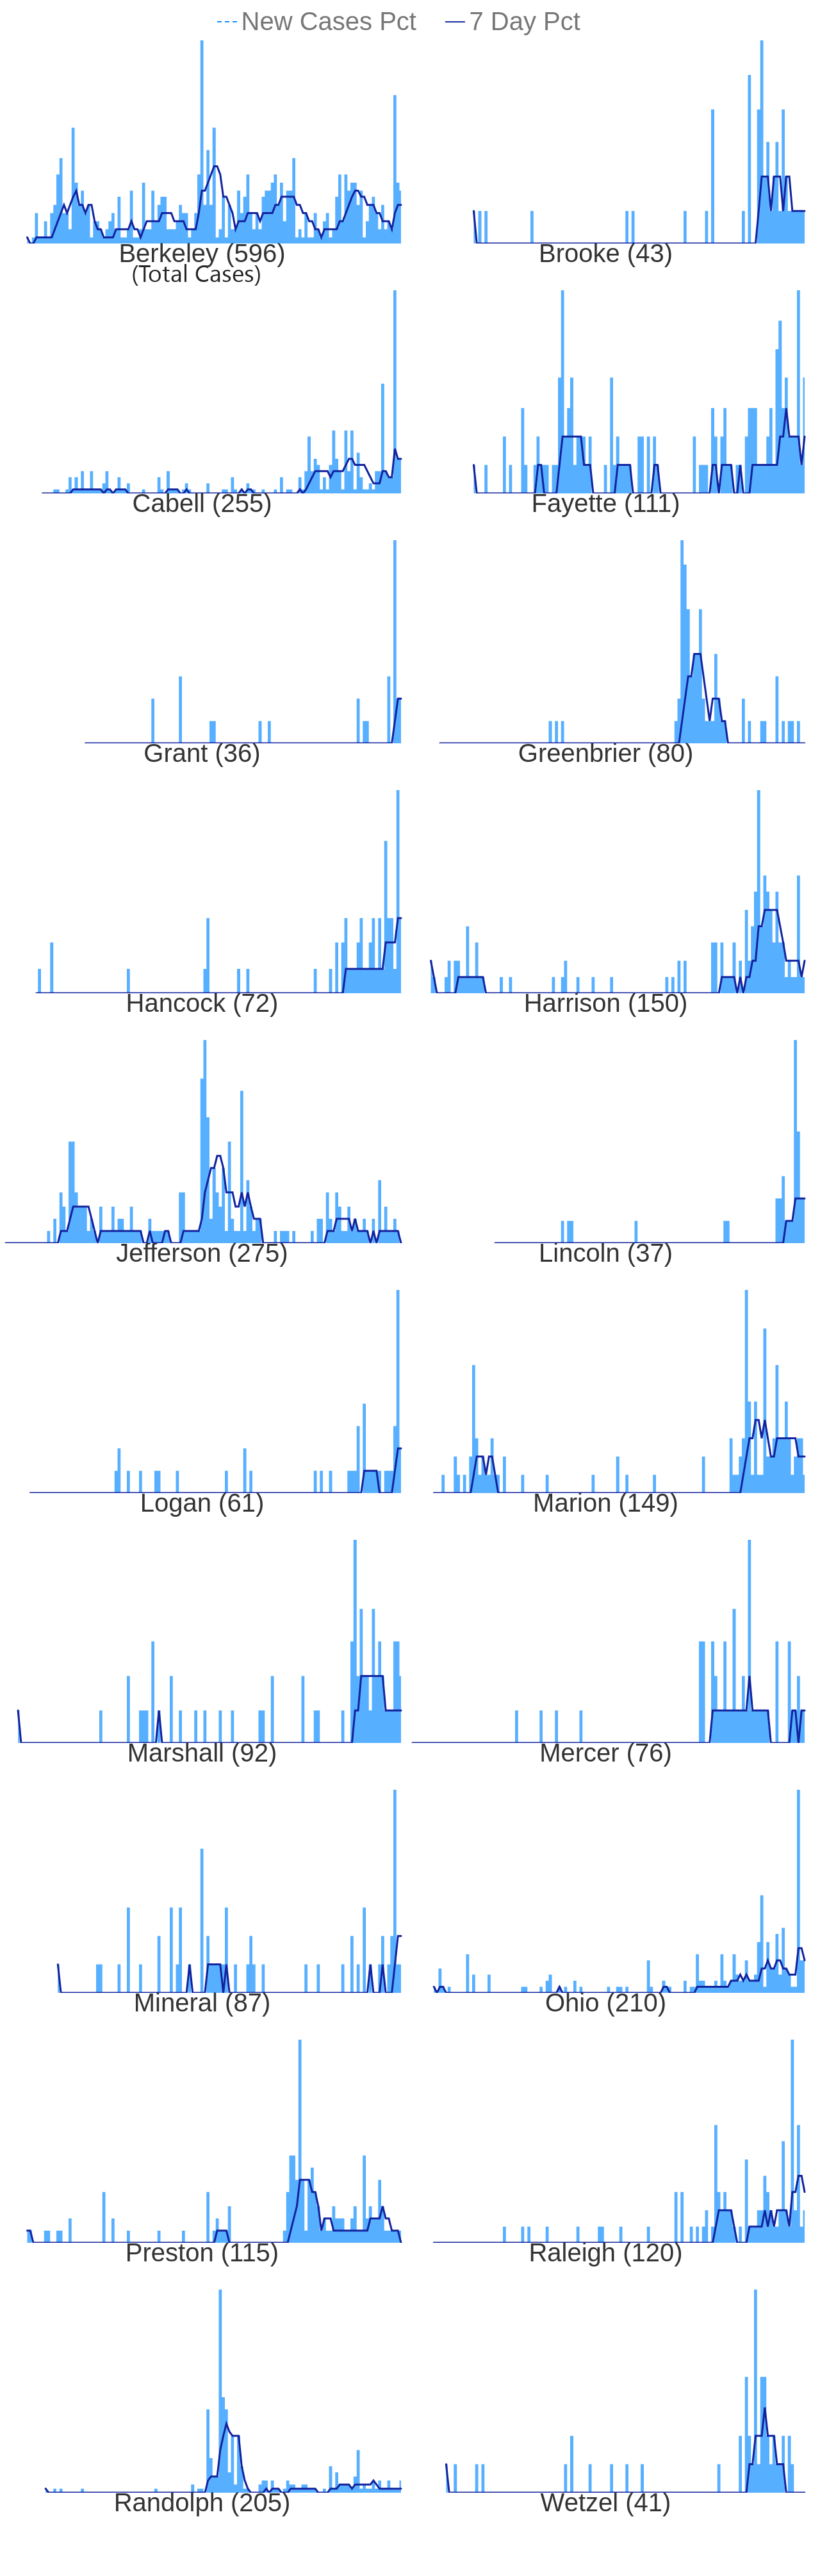 New Cases Pct 7 Day Pct
Berkeley (596) Brooke (43)
(Total Cases)
Cabell (255) Fayette (111)
Grant (36) Greenbrier (80)
Hancock (72) Harrison (150)
Jefferson (275) Lincoln (37)
Logan (61) Marion (149)
Marshall (92) Mercer (76)
Mineral (87) Ohio (210)
Preston (115) Raleigh (120)
Randolph (205) Wetzel (41)